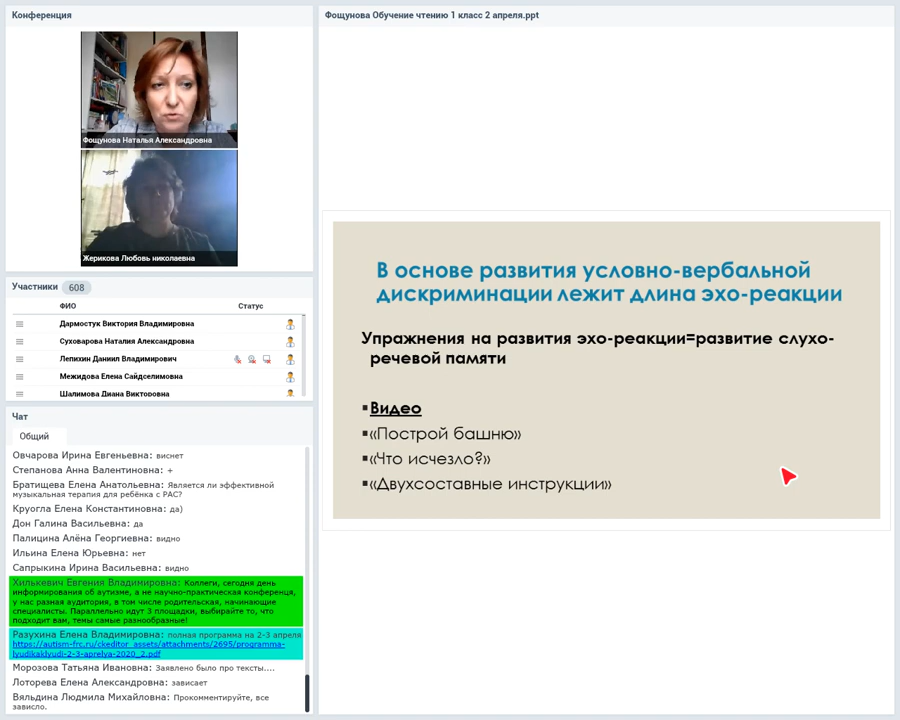 Конференция
Фощунова Наталья Александровна
Жерикова Любовь николаевна
Участники 608
ФИО Статус
Дармостук Виктория Владимировна
Сухова​рова Наталия Александровна
Лепихин Даниил Владимирович
Межидова Елена Сайдселимовна
Шалимова Диана Викторовна
Чат
Общий
Овчарова Ирина Евгеньевна: виснет
Степанова Анна Валентиновна: +
Братищева Елена Анатольевна: Является ли эффективной
музыкальная терапия для ребёнка с РАС?
Круогла Елена Константиновна: да)
Дон Галина Васильевна: да
Палицина Алёна Георгиевна: видно
Ильина Елена Юрьевна: нет
Сапрыкина Ирина Васильевна: видно
Хилькевич Евгения Владимировна: Коллеги, сегодня день
информирования об аутизме, а не научно-практическая конференця,
у нас разная аудитория, в том числе родительская, начинающие
специалисты. Параллельно идут 3 площадки, выбирайте то, что
подходит вам, темы самые разнообразные!
Разухина Елена Владимировна: полная программа на 2-3 апреля
https://autism-frc.ru/ckeditor_assets/attachments/2695/programma-
lyudikaklyudi-2-3-aprelya-2020_2.pdf
Морозова Татьяна Ивановна: Заявлено было про тексты....
Лоторева Елена Александровна: зависает
Вяльдина Людмила Михайловна: Прокомментируйте, все
зависло.
Фощунова Обучение чтению 1 класс 2 апреля.ppt
В основе развития условно-вербальной
дискриминации лежит длина эхо-реакции
Упражнения на развития эхо-реакции=развитие слухо-
речевой памяти
▪Видео
▪«Построй башню»
▪«Что исчезло?»
▪«Двухсоставные инструкции»